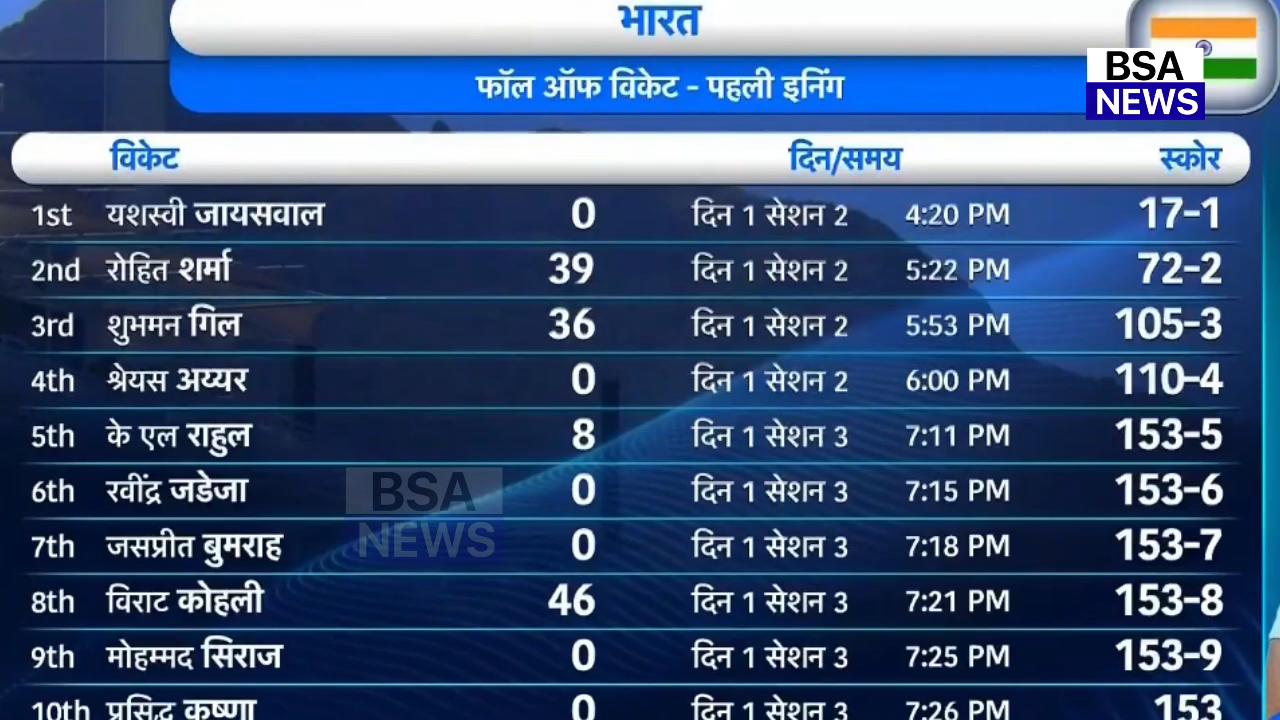 भारत
BSA
NEWS
फॉल ऑफ विकेट - पहली इनिंग
विकेट दिन/समय स्कोर
1st यशस्वी जायसवाल 0 दिन 1 सेशन 2 4:20 PM 17-1
2nd रोहित शर्मा 39 दिन 1 सेशन 2 5:22 PM 72-2
3rd शुभमन गिल 36 दिन 1 सेशन 2 5:53 PM 105-3
4th श्रेयस अय्यर 0 दिन 1 सेशन 2 6:00 PM 110-4
5th के एल राहुल 8 दिन 1 सेशन 3 7:11 PM 153-5
6th रवींद्र जडेजा 0 दिन 1 सेशन 3 7:15 PM 153-6
BSA
NEWS
7th जसप्रीत बुमराह 0 दिन 1 सेशन 3 7:18 PM 153-7
8th विराट कोहली 46 दिन 1 सेशन 3 7:21 PM 153-8
9th मोहम्मद सिराज 0 दिन 1 सेशन 3 7:25 PM 153-9
10th प्रसिद्ध कृष्णा 0 दिन 1 सेशन 3 7:26 PM 153